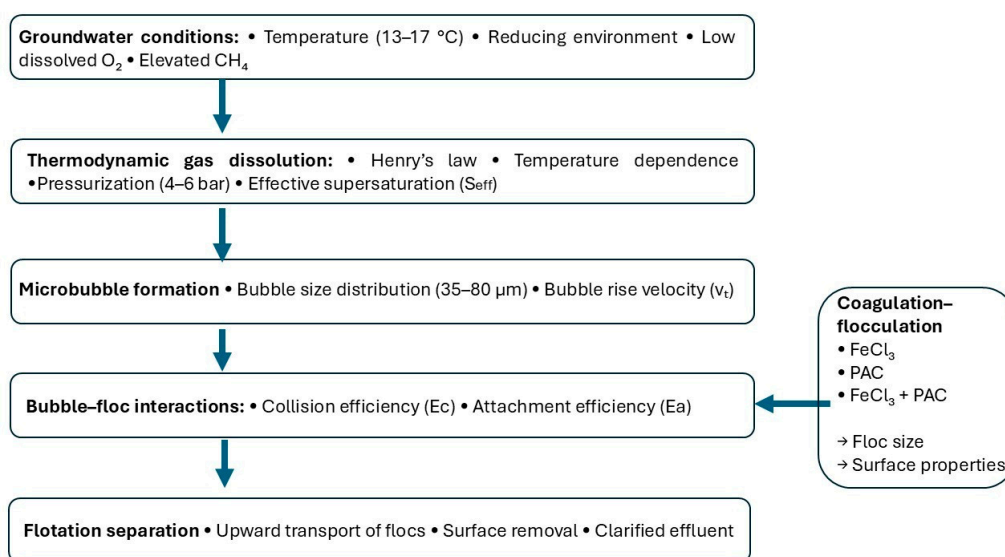 Groundwater conditions: • Temperature (13–17 °C) • Reducing environment • Low
dissolved O₂ • Elevated CH₄
Thermodynamic gas dissolution: • Henry’s law • Temperature dependence
•Pressurization (4–6 bar) • Effective supersaturation (Seff)
Microbubble formation • Bubble size distribution (35–80 µm) • Bubble rise velocity (vₜ)
Bubble–floc interactions: • Collision efficiency (Ec) • Attachment efficiency (Ea)
Coagulation–
flocculation
• FeCl₃
• PAC
• FeCl₃ + PAC
→ Floc size
→ Surface properties
Flotation separation • Upward transport of flocs • Surface removal • Clarified effluent